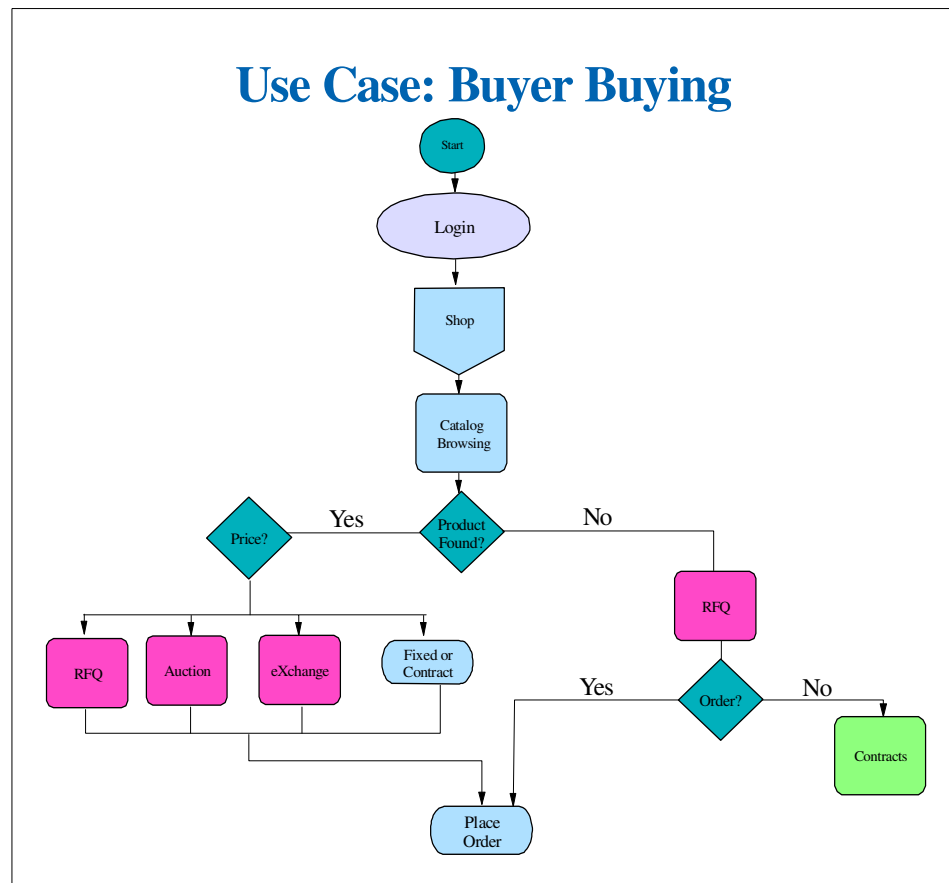 Use Case: Buyer Buying
Start
Login
Shop
Catalog
Browsing
Product
Found?
Yes
No
Price?
RFQ
Auction
eXchange
Fixed or
Contract
RFQ
Order?
Yes
No
Contracts
Place
Order